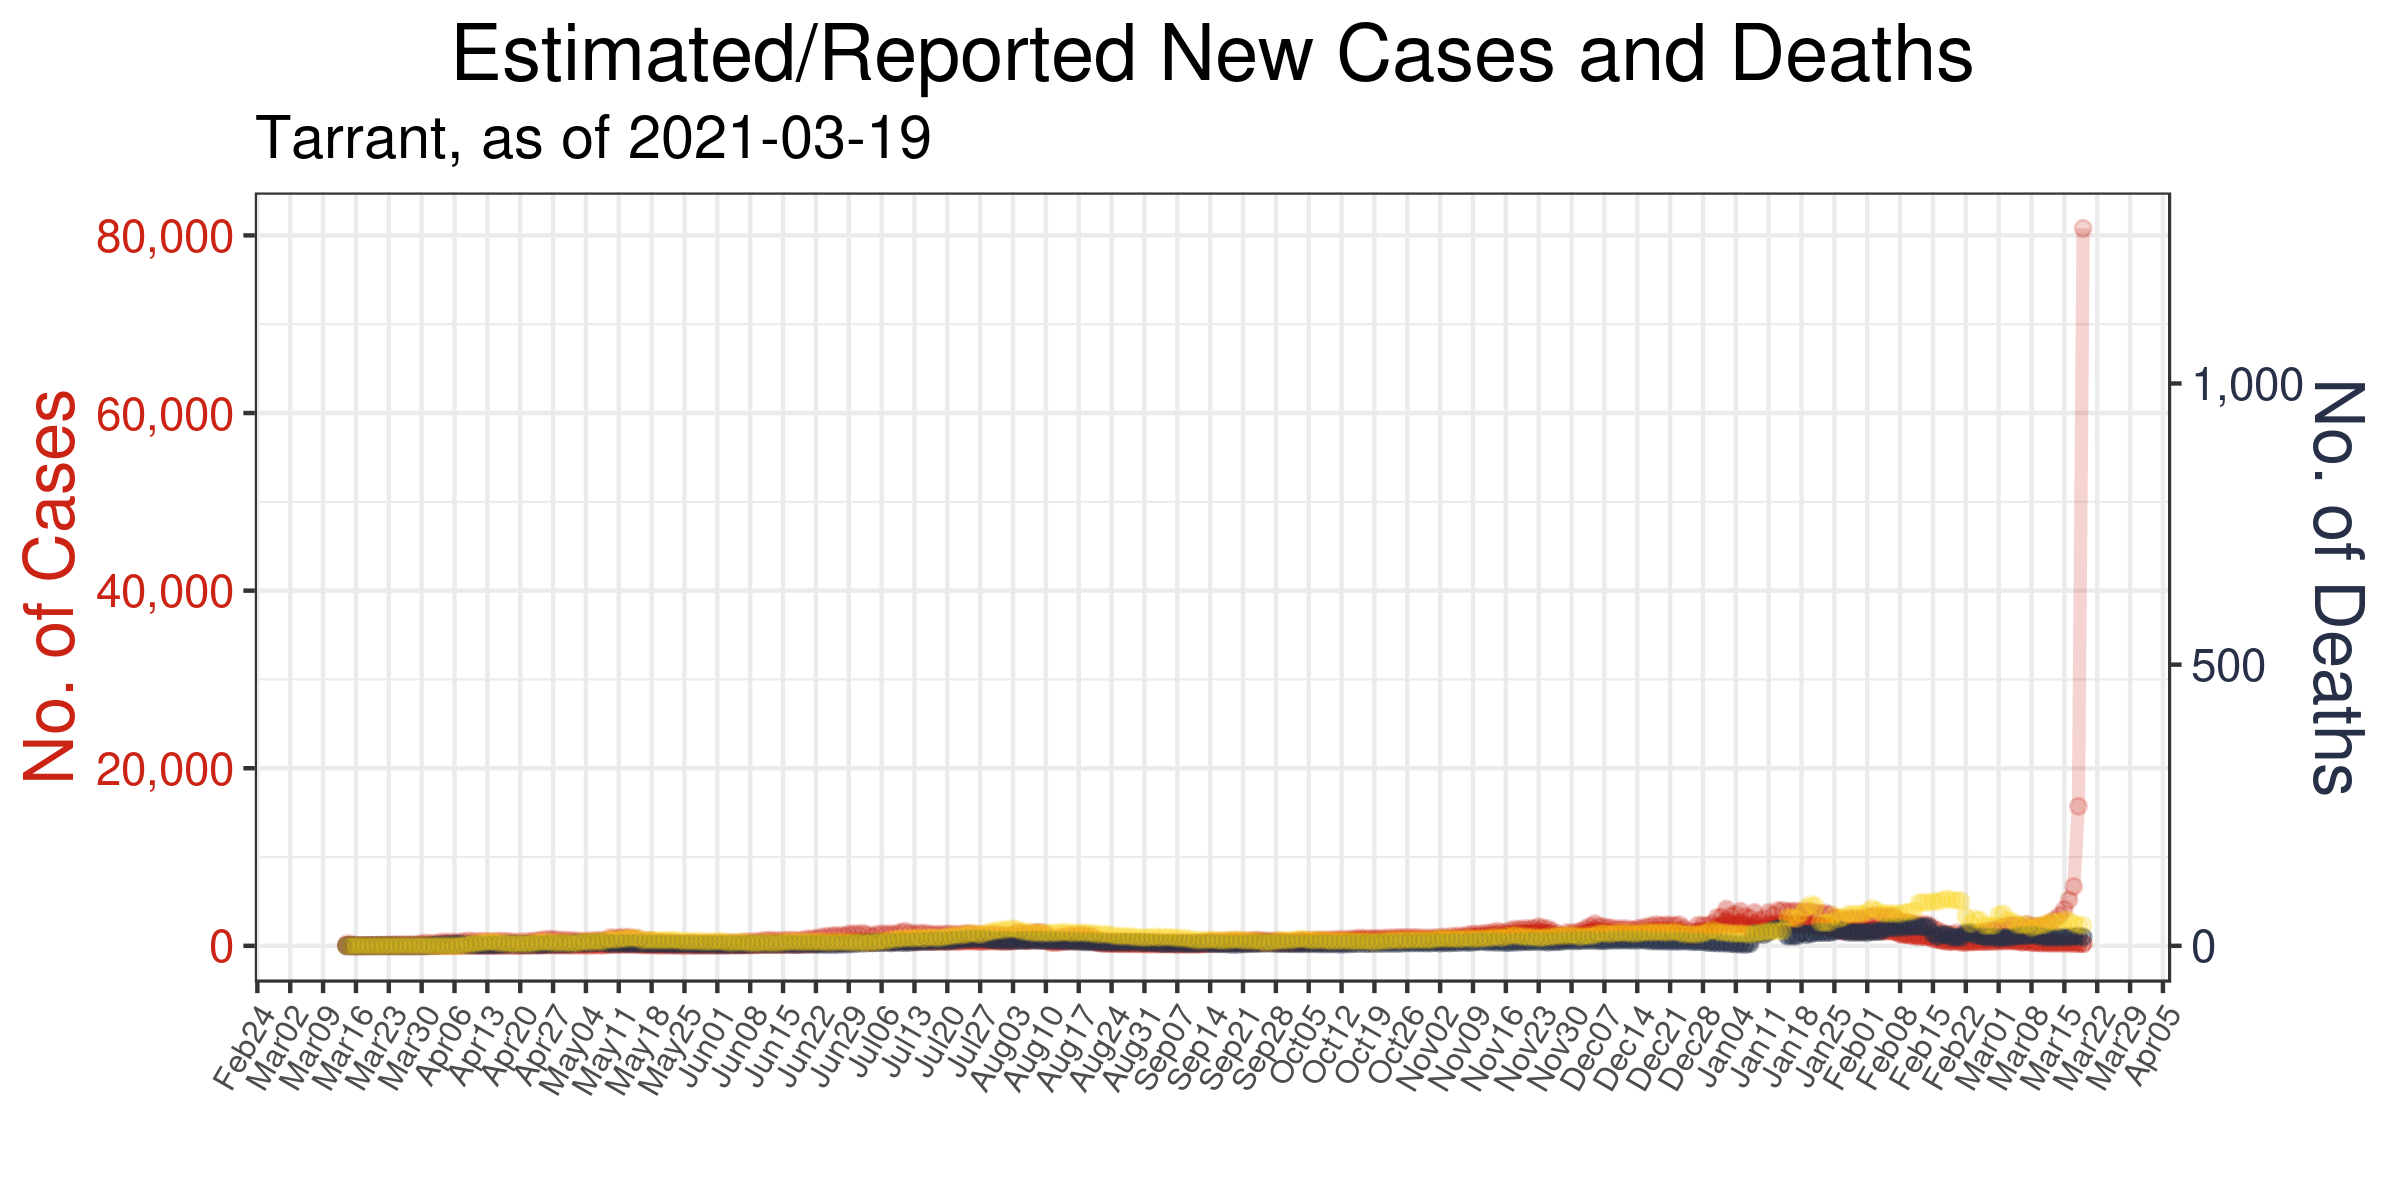 Estimated/Reported New Cases and Deaths
Tarrant, as of 2021-03-19
No. of Cases
80,000
60,000
40,000
20,000
0
1,000
500
0
No. of Deaths
Feb24
Mar02
Mar09
Mar16
Mar23
Mar30
Apr06
Apr13
Apr20
Apr27
May04
May11
May18
May25
Jun01
Jun08
Jun15
Jun22
Jun29
Jul06
Jul13
Jul20
Jul27
Aug03
Aug10
Aug17
Aug24
Aug31
Sep07
Sep14
Sep21
Sep28
Oct05
Oct12
Oct19
Oct26
Nov02
Nov09
Nov16
Nov23
Nov30
Dec07
Dec14
Dec21
Dec28
Jan04
Jan11
Jan18
Jan25
Feb01
Feb08
Feb15
Feb22
Mar01
Mar08
Mar15
Mar22
Mar29
Apr05